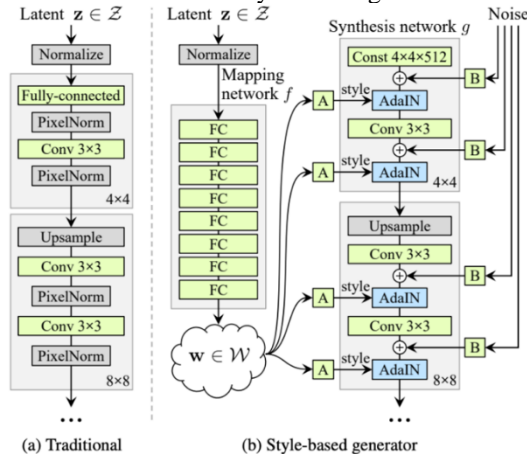 Latent z ∈ Z
Normalize
Fully-connected
PixelNorm
Conv 3×3
PixelNorm
4×4
Upsample
Conv 3×3
PixelNorm
Conv 3×3
PixelNorm
8×8
...
(a) Traditional
Latent z ∈ Z
Normalize
Mapping
network f
FC
FC
FC
FC
FC
FC
FC
FC
w ∈ W
A
style
A
style
A
style
A
style
Synthesis network g
Const 4×4×512
AdaIN
Conv 3×3
AdaIN
4×4
Upsample
Conv 3×3
AdaIN
Conv 3×3
AdaIN
8×8
...
Noise
B
B
B
B
(b) Style-based generator